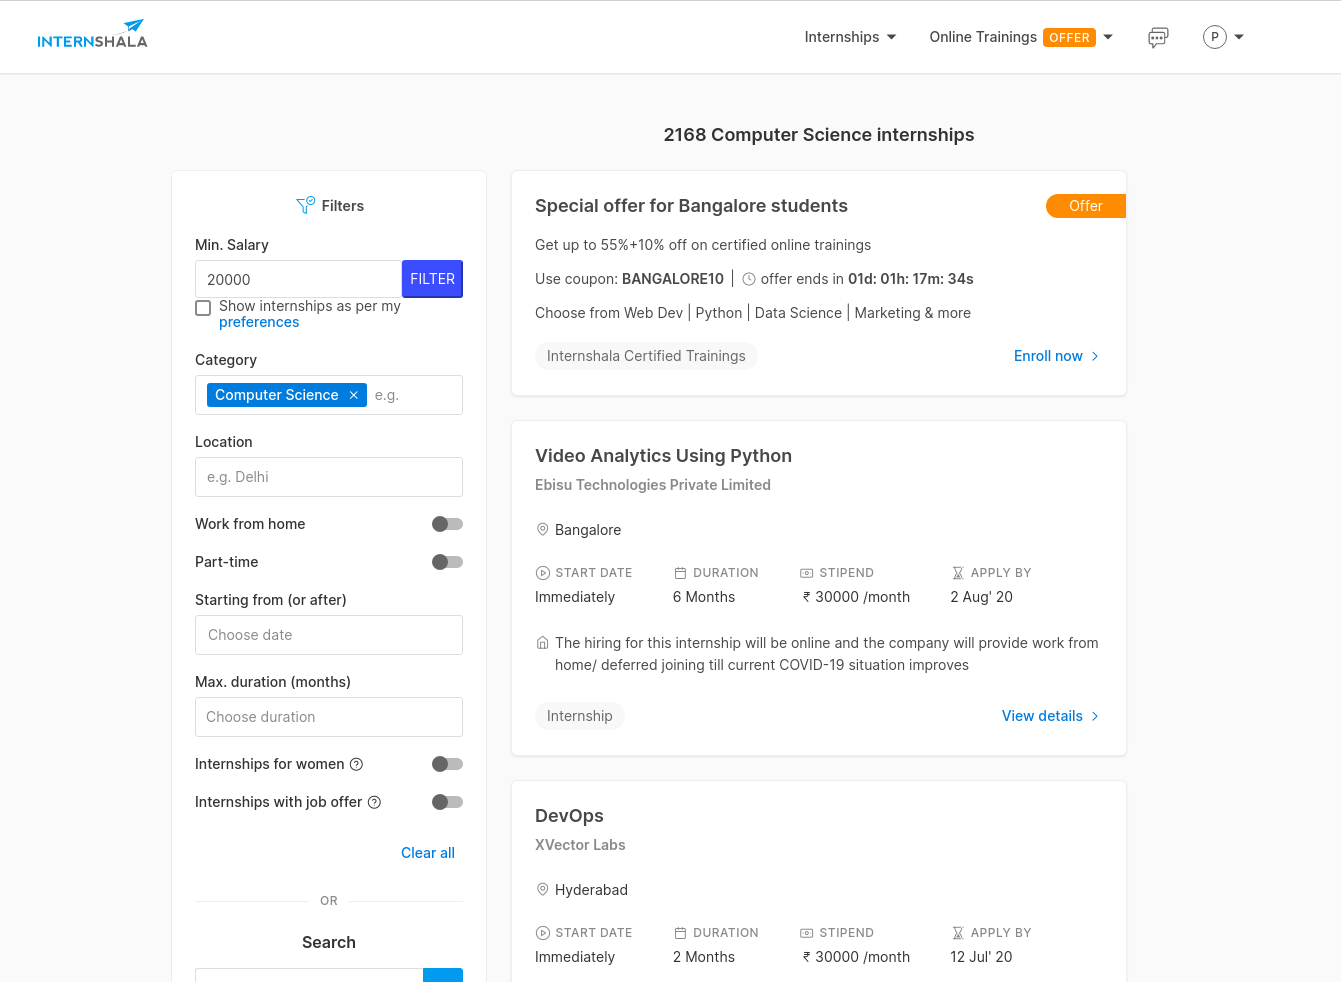 INTERNSHALA
Internships
Online Trainings OFFER
P
2168 Computer Science internships
Filters
Min. Salary
20000 FILTER
Show internships as per my
preferences
Category
Computer Science × e.g.
Location
e.g. Delhi
Work from home
Part-time
Starting from (or after)
Choose date
Max. duration (months)
Choose duration
Internships for women ?
Internships with job offer ?
Clear all
OR
Search
Special offer for Bangalore students
Offer
Get up to 55%+10% off on certified online trainings
Use coupon: BANGALORE10 | offer ends in 01d: 01h: 17m: 34s
Choose from Web Dev | Python | Data Science | Marketing & more
Internshala Certified Trainings
Enroll now >
Video Analytics Using Python
Ebisu Technologies Private Limited
Bangalore
START DATE DURATION STIPEND APPLY BY
Immediately 6 Months ₹ 30000 /month 2 Aug' 20
The hiring for this internship will be online and the company will provide work from
home/ deferred joining till current COVID-19 situation improves
Internship
View details >
DevOps
XVector Labs
Hyderabad
START DATE DURATION STIPEND APPLY BY
Immediately 2 Months ₹ 30000 /month 12 Jul' 20